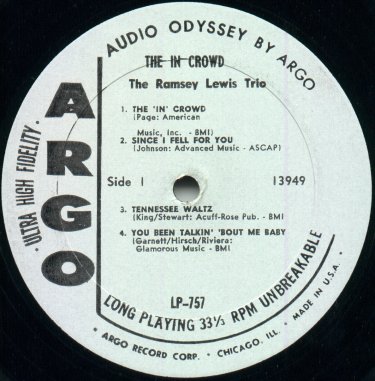 AUDIO ODYSSEY BY ARGO
ULTRA HIGH FIDELITY ·
ARGO
THE IN CROWD
The Ramsey Lewis Trio
1. THE 'IN' CROWD
(Page: American
Music, Inc. - BMI)
2. SINCE I FELL FOR YOU
(Johnson: Advanced Music - ASCAP)
Side 1
13949
3. TENNESSEE WALTZ
(King/Stewart: Acuff-Rose Pub. - BMI
4. YOU BEEN TALKIN' 'BOUT ME BABY
(Garnett/Hirsch/Riviera:
Glamorous Music - BMI
LP-757
LONG PLAYING 33⅓ RPM UNBREAKABLE
· ARGO RECORD CORP. · CHICAGO, ILL. · MADE IN U.S.A. ·